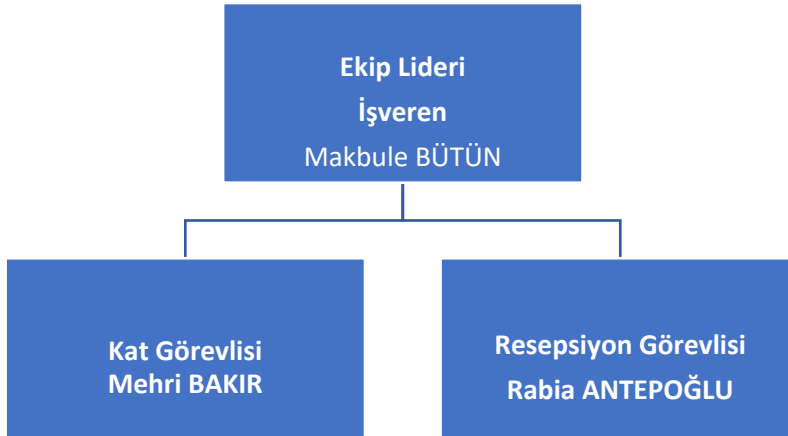 Ekip Lideri
İşveren
Makbule BÜTÜN
Kat Görevlisi
Mehri BAKIR
Resepsiyon Görevlisi
Rabia ANTEPOĞLU